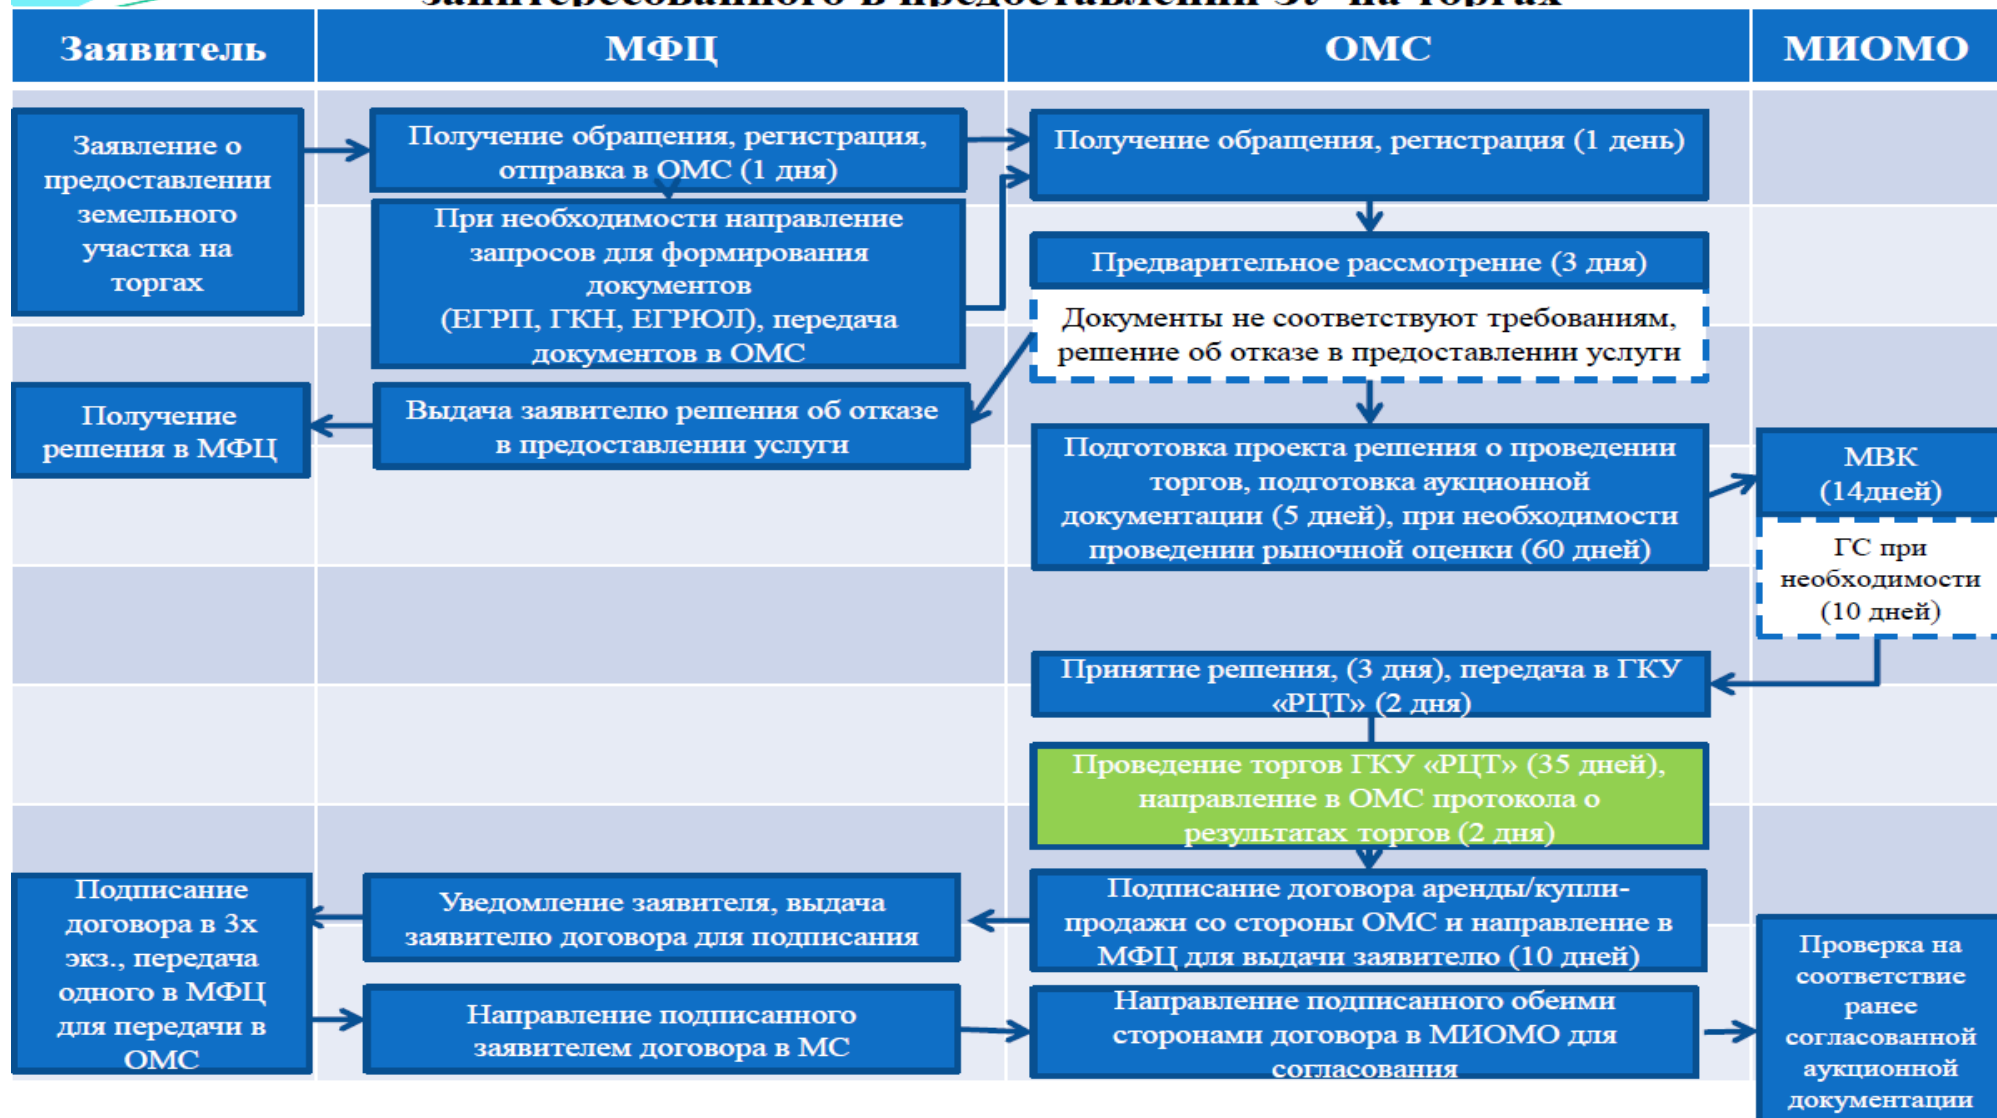 заинтересованного в предоставлении ЗУ на торгах
Заявитель
МФЦ
ОМС
МИОМО
Заявление о
предоставлении
земельного
участка на
торгах
Получение обращения, регистрация,
отправка в ОМС (1 дня)
Получение обращения, регистрация (1 день)
При необходимости направление
запросов для формирования
документов
(ЕГРП, ГКН, ЕГРЮЛ), передача
документов в ОМС
Предварительное рассмотрение (3 дня)
Документы не соответствуют требованиям,
решение об отказе в предоставлении услуги
Получение
решения в МФЦ
Выдача заявителю решения об отказе
в предоставлении услуги
Подготовка проекта решения о проведении
торгов, подготовка аукционной
документации (5 дней), при необходимости
проведении рыночной оценки (60 дней)
МВК
(14дней)
ГС при
необходимости
(10 дней)
Принятие решения, (3 дня), передача в ГКУ
«РЦТ» (2 дня)
Проведение торгов ГКУ «РЦТ» (35 дней),
направление в ОМС протокола о
результатах торгов (2 дня)
Подписание
договора в 3х
экз., передача
одного в МФЦ
для передачи в
ОМС
Уведомление заявителя, выдача
заявителю договора для подписания
Подписание договора аренды/купли-
продажи со стороны ОМС и направление в
МФЦ для выдачи заявителю (10 дней)
Направление подписанного
заявителем договора в МС
Направление подписанного обеими
сторонами договора в МИОМО для
согласования
Проверка на
соответствие
ранее
согласованной
аукционной
документации